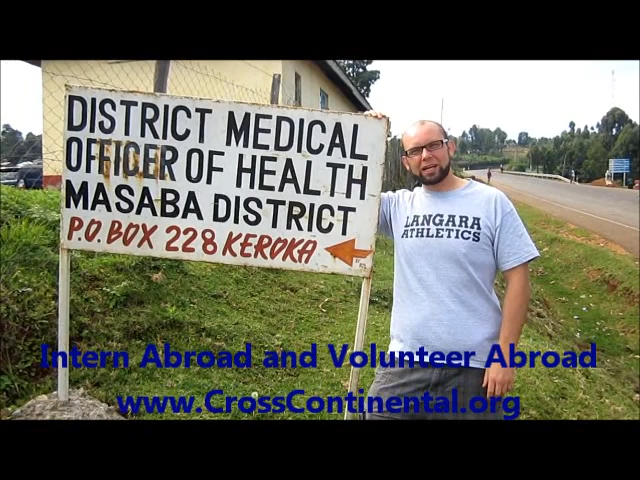 DISTRICT MEDICAL
OFFICER OF HEALTH
MASABA DISTRICT
P.O. BOX 228 KEROKA
LANGARA
ATHLETICS
Intern Abroad and Volunteer Abroad
www.CrossContinental.org